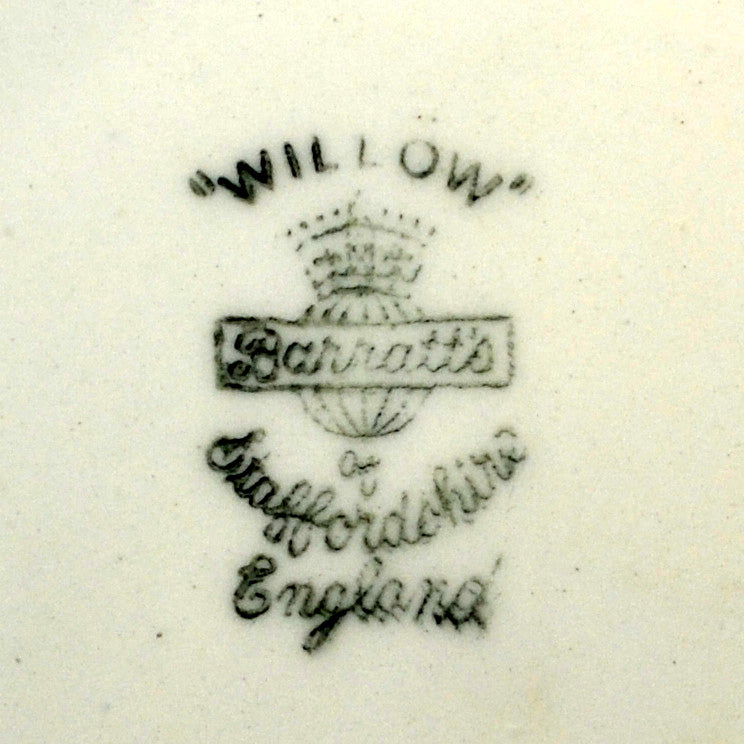 "WILLOW"
Barratt's
of
Staffordshire
England